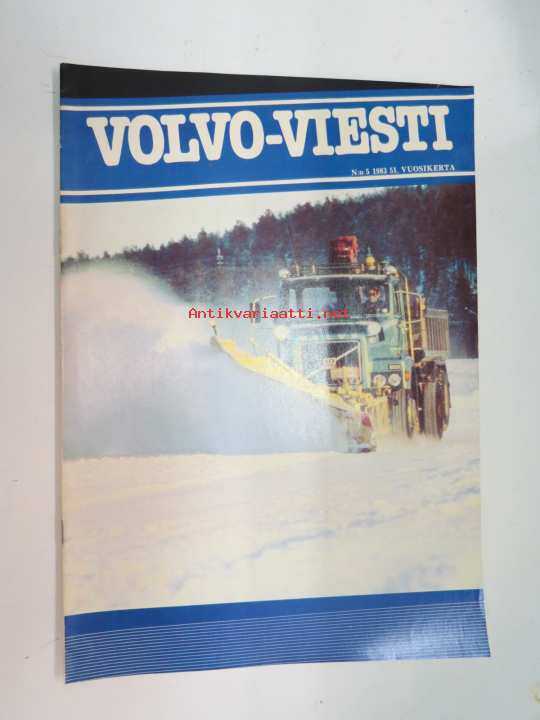 VOLVO-VIESTI
N:o 5 1983 51. VUOSIKERTA
Antikvariaatti.net